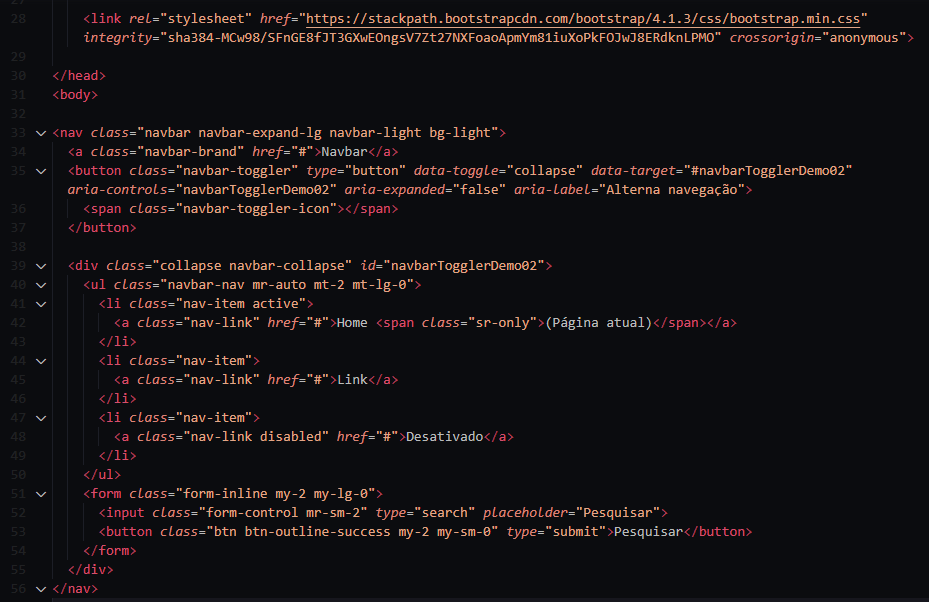 27
28 <link rel="stylesheet" href="https://stackpath.bootstrapcdn.com/bootstrap/4.1.3/css/bootstrap.min.css"
integrity="sha384-MCw98/SFnGE8fJT3GXwEOngsV7Zt27NXFoaoApmYm81iuXoPkFOJwJ8ERdknLPMO" crossorigin="anonymous">
29
30 </head>
31 <body>
32
33 <nav class="navbar navbar-expand-lg navbar-light bg-light">
34 <a class="navbar-brand" href="#">Navbar</a>
35 <button class="navbar-toggler" type="button" data-toggle="collapse" data-target="#navbarTogglerDemo02"
aria-controls="navbarTogglerDemo02" aria-expanded="false" aria-label="Alterna navegação">
36 <span class="navbar-toggler-icon"></span>
37 </button>
38
39 <div class="collapse navbar-collapse" id="navbarTogglerDemo02">
40 <ul class="navbar-nav mr-auto mt-2 mt-lg-0">
41 <li class="nav-item active">
42 <a class="nav-link" href="#">Home <span class="sr-only">(Página atual)</span></a>
43 </li>
44 <li class="nav-item">
45 <a class="nav-link" href="#">Link</a>
46 </li>
47 <li class="nav-item">
48 <a class="nav-link disabled" href="#">Desativado</a>
49 </li>
50 </ul>
51 <form class="form-inline my-2 my-lg-0">
52 <input class="form-control mr-sm-2" type="search" placeholder="Pesquisar">
53 <button class="btn btn-outline-success my-2 my-sm-0" type="submit">Pesquisar</button>
54 </form>
55 </div>
56 </nav>